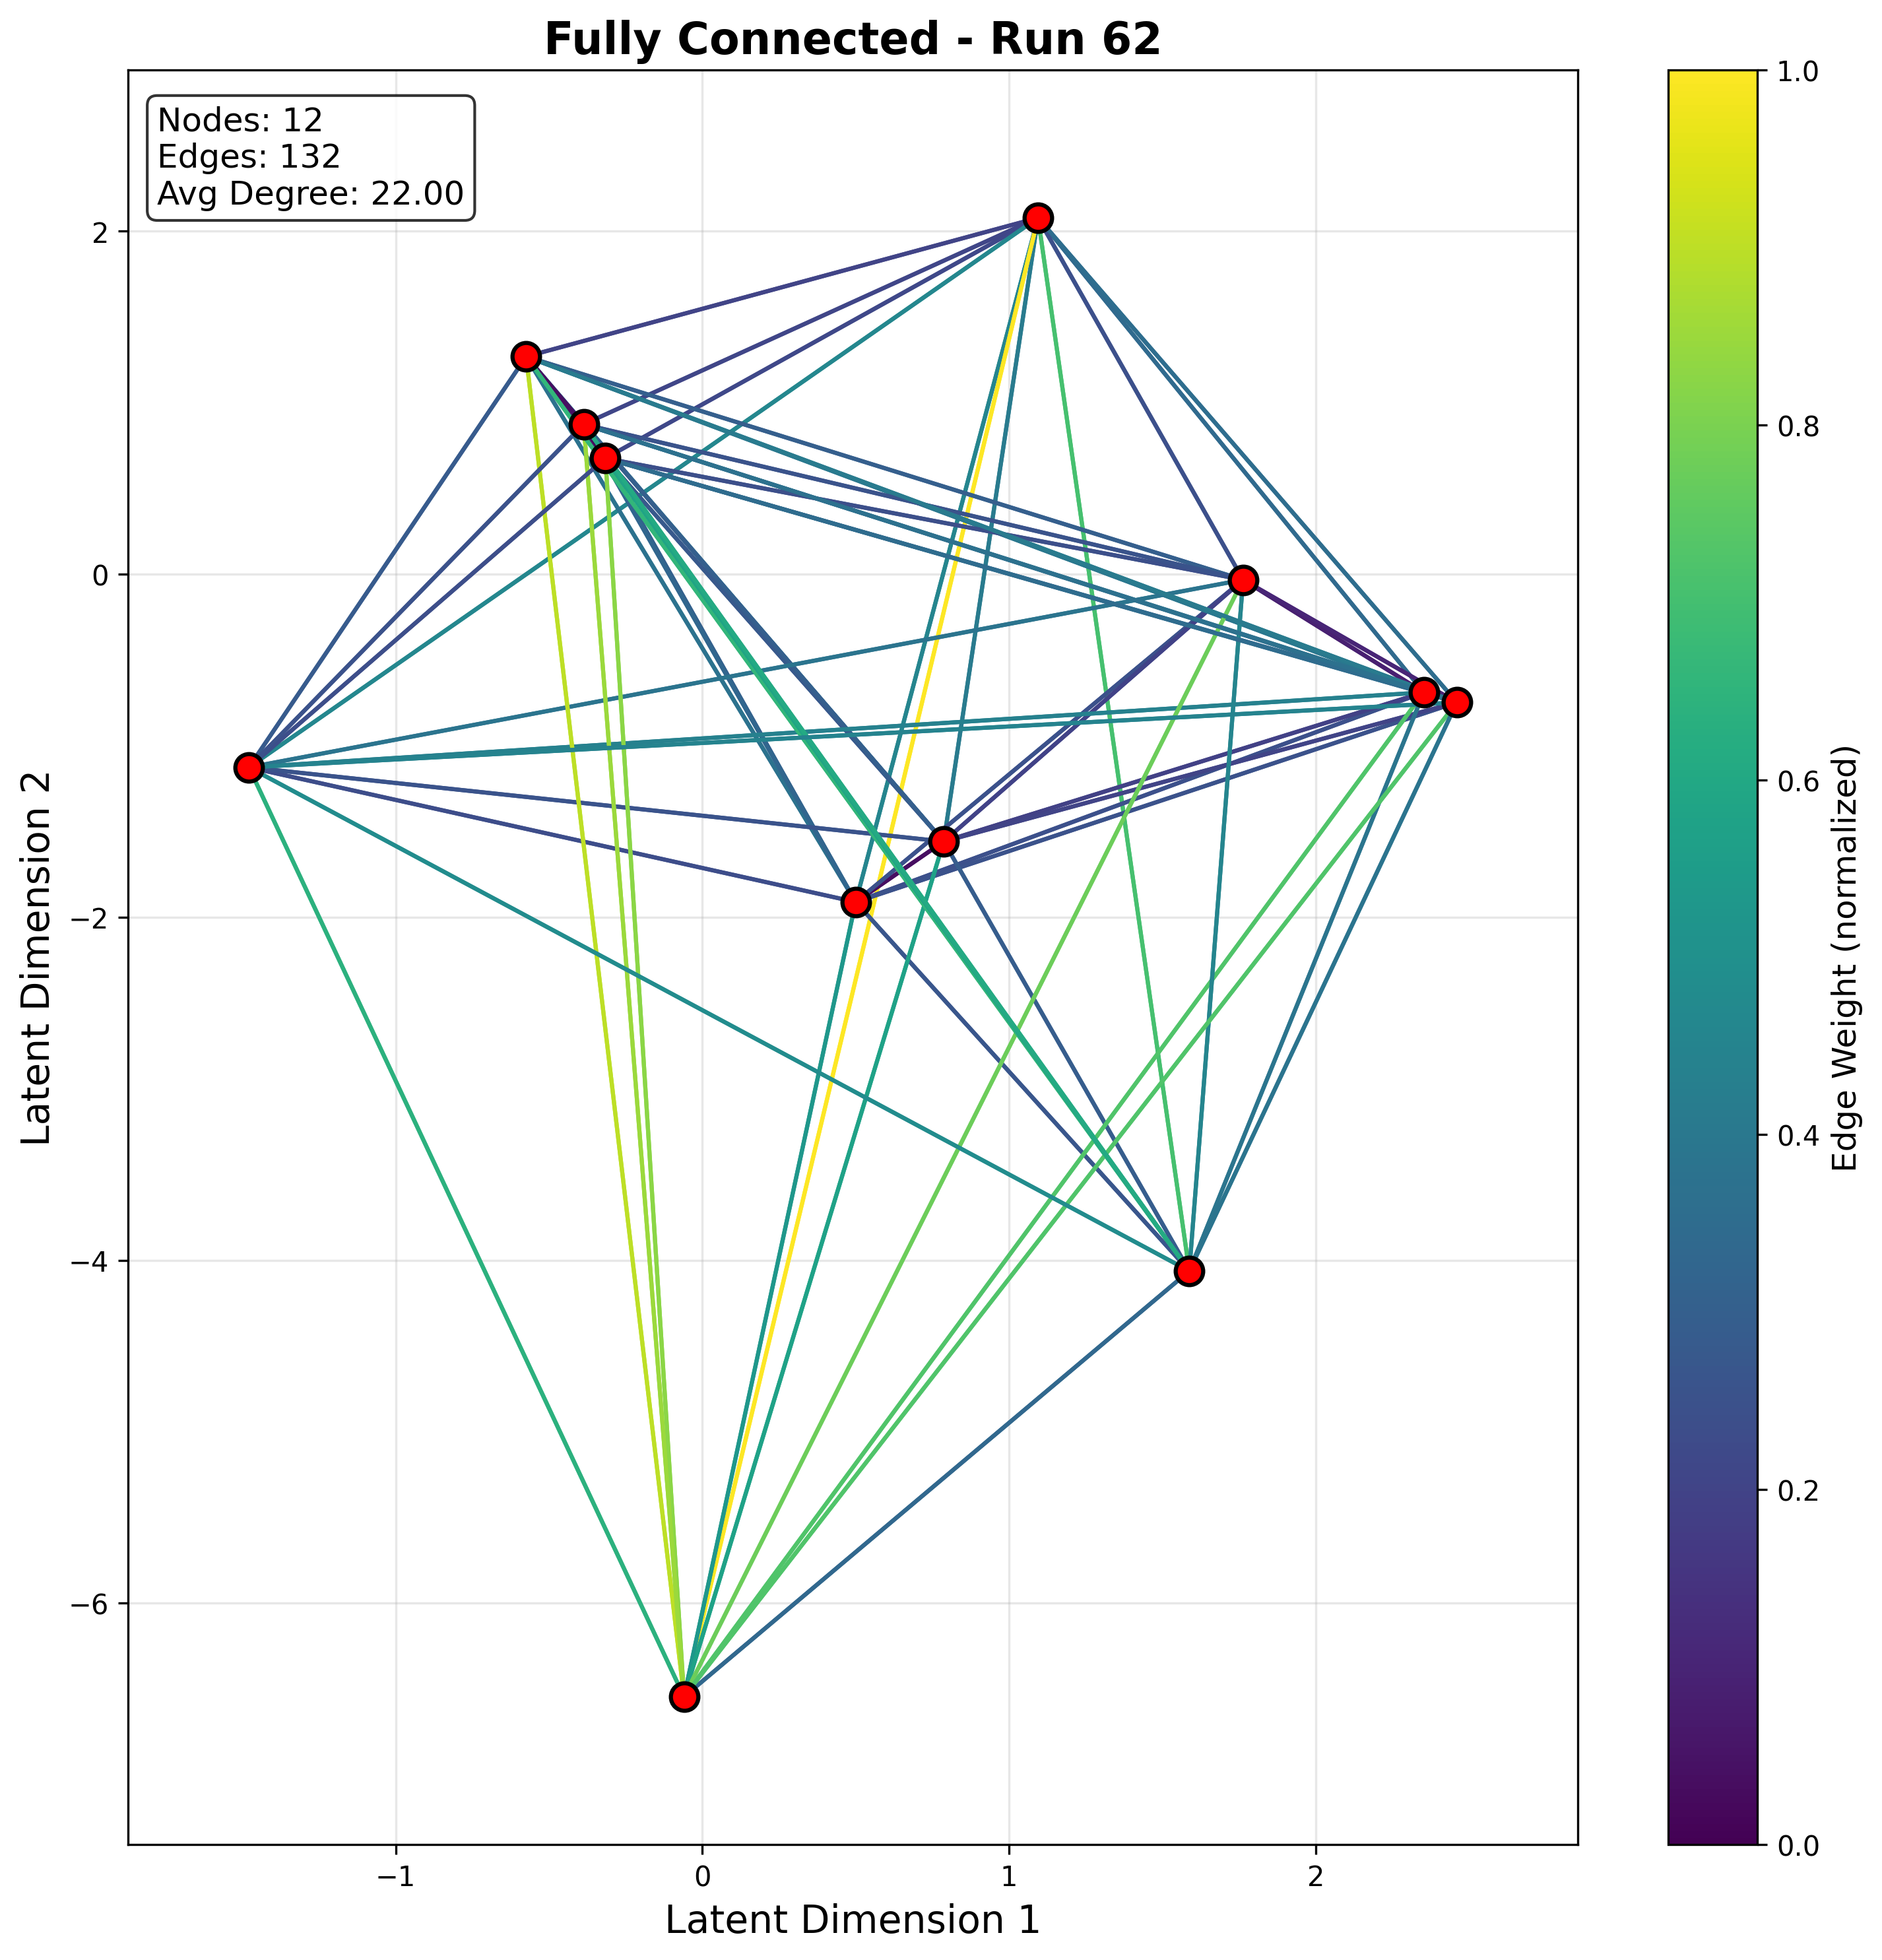 Fully Connected - Run 62
Nodes: 12
Edges: 132
Avg Degree: 22.00
2
0
−2
−4
−6
−1
0
1
2
Latent Dimension 1
Latent Dimension 2
1.0
0.8
0.6
0.4
0.2
0.0
Edge Weight (normalized)